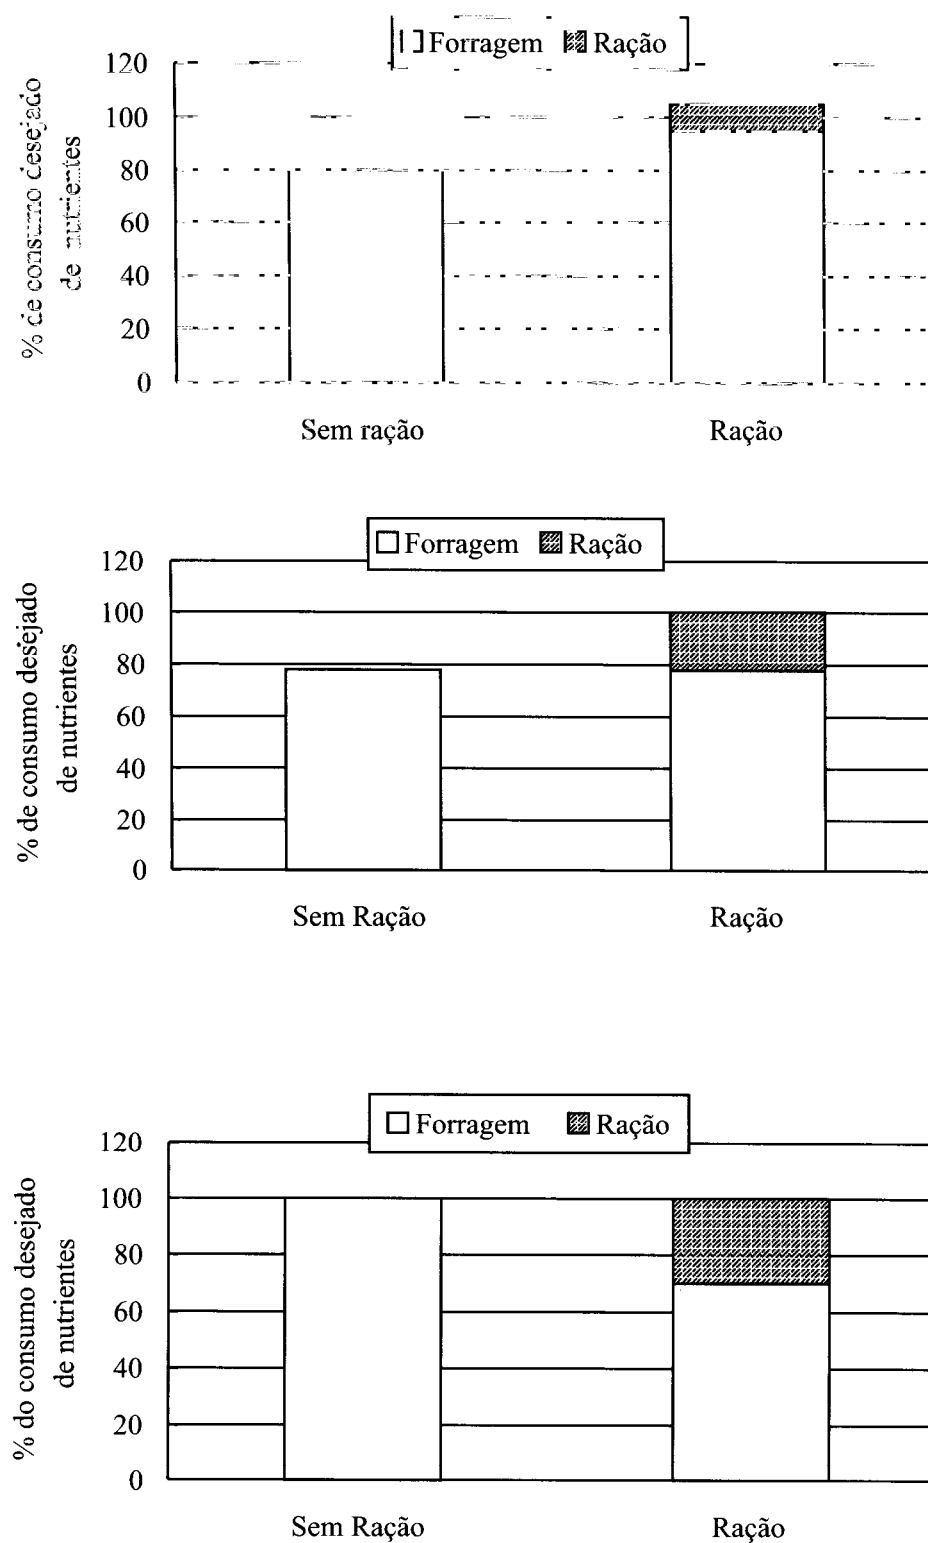 Forragem Ração
120
100
80
60
40
20
0
% de consumo desejado
de nutrientes
Sem ração Ração
Forragem Ração
120
100
80
60
40
20
0
% de consumo desejado
de nutrientes
Sem Ração Ração
Forragem Ração
120
100
80
60
40
20
0
% do consumo desejado
de nutrientes
Sem Ração Ração